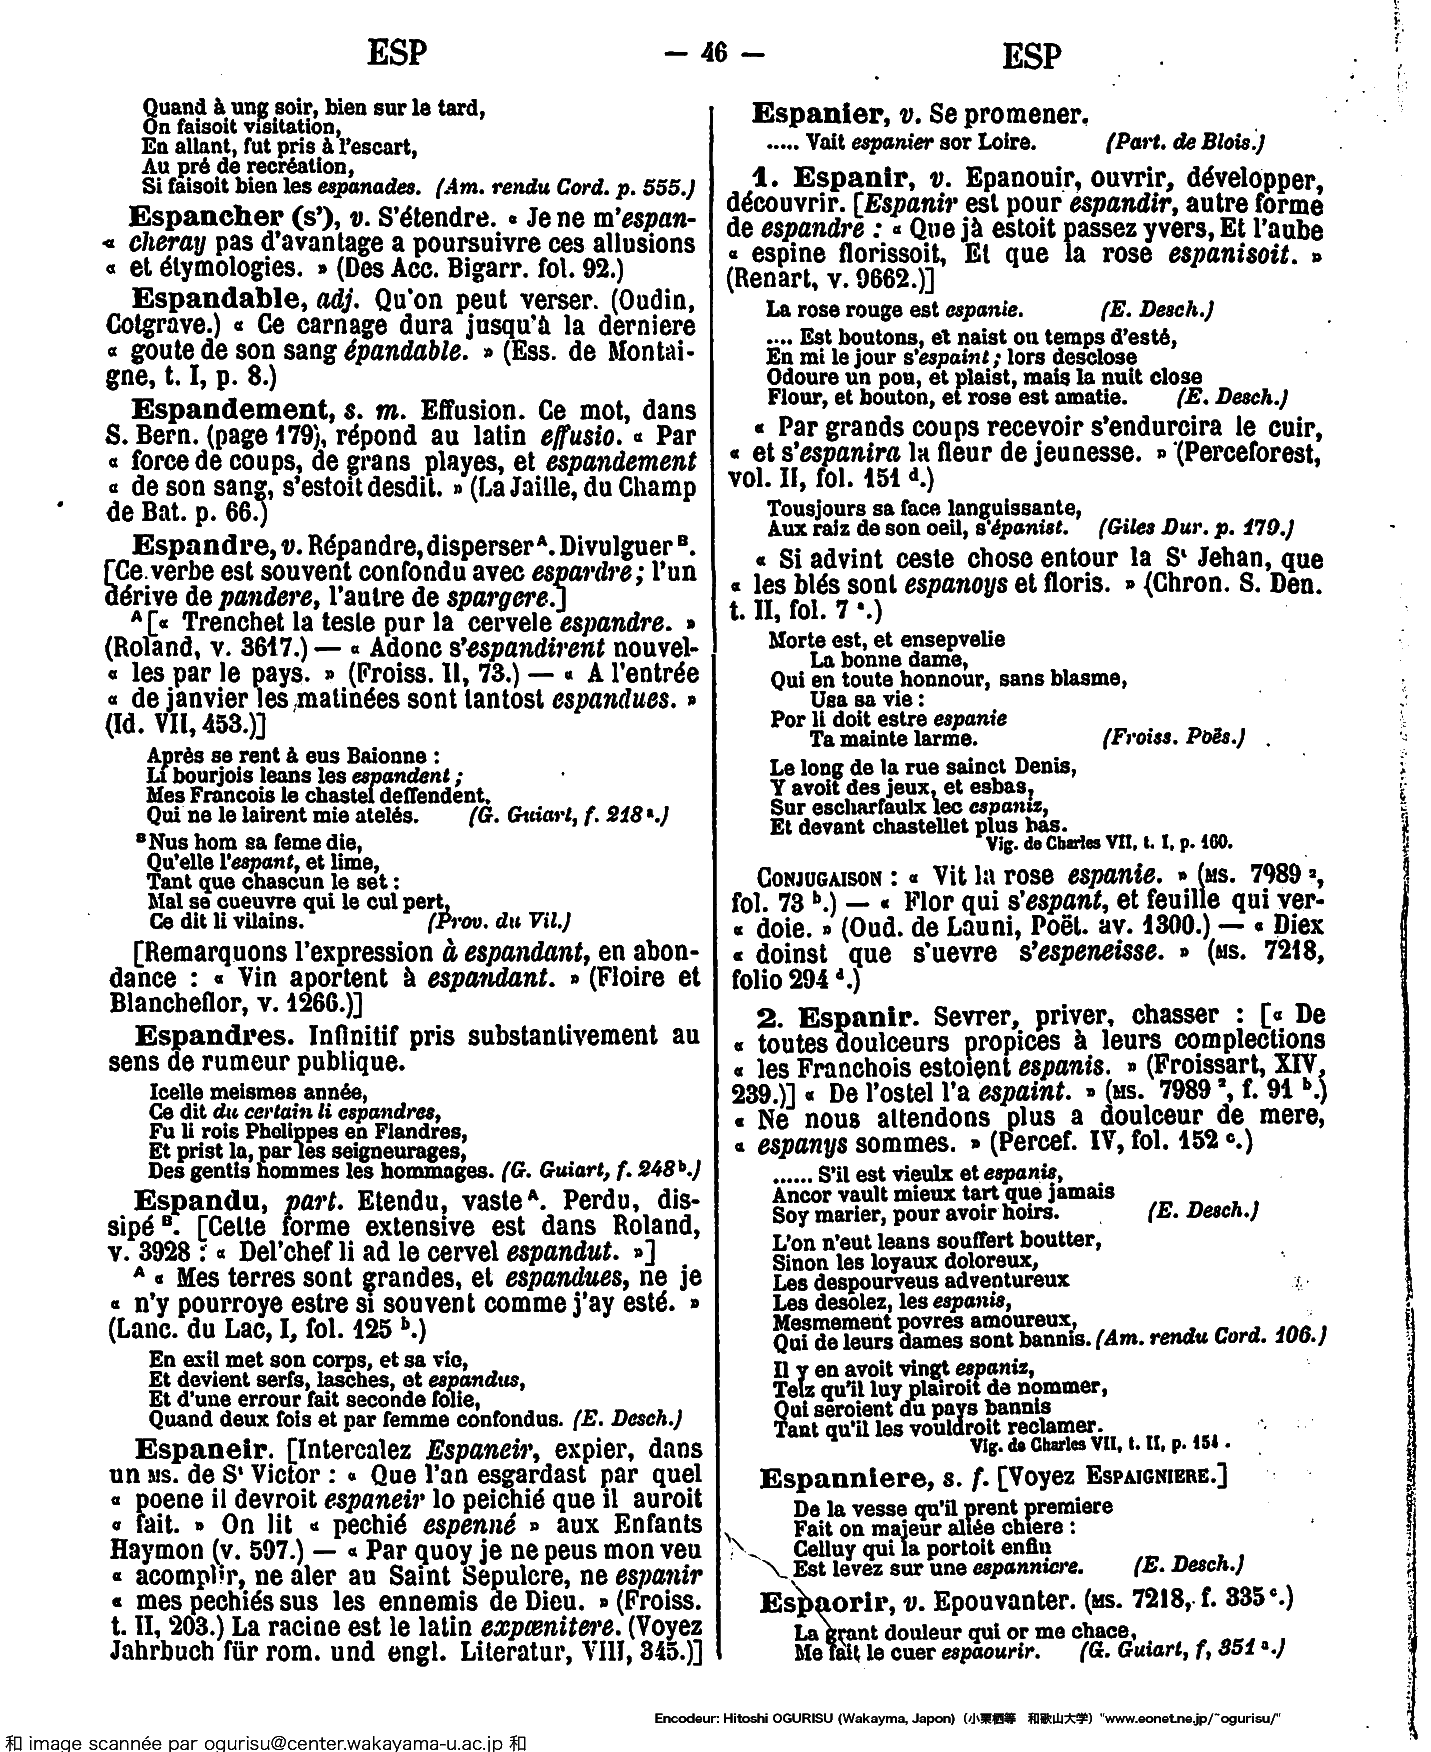 ESP
— 46 —
ESP
Quand à ung soir, bien sur le tard,
On faisoit visitation,
En allant, fut pris à l'escart,
Au pré de recréation,
Si faisoit bien les espanades. (Am. rendu Cord. p. 555.)
Espancher (s'), v. S'étendre. « Je ne m'espan-
« cheray pas d'avantage a poursuivre ces allusions
« et étymologies. » (Des Acc. Bigarr. fol. 92.)
Espandable, adj. Qu'on peut verser. (Oudin,
Cotgrave.) « Ce carnage dura jusqu'à la derniere
« goute de son sang épandable. » (Ess. de Montai-
gne, t. I, p. 8.)
Espandement, s. m. Effusion. Ce mot, dans
S. Bern. (page 179), répond au latin effusio. « Par
« force de coups, de grans playes, et espandement
« de son sang, s'estoit desdit. » (La Jaille, du Champ
de Bat. p. 66.)
Espandre, v. Répandre, disperser A. Divulguer B.
[Ce verbe est souvent confondu avec espardre; l'un
dérive de pandere, l'autre de spargere.]
A [« Trenchet la teste pur la cervele espandre. »
(Roland, v. 3617.) — « Adonc s'espandirent nouvel-
« les par le pays. » (Froiss. II, 73.) — « A l'entrée
« de janvier les matinées sont tantost espandues. »
(Id. VII, 453.)]
Après se rent à eus Baionne :
Li bourjois leans les espandent ;
Mes François le chastel deffendent,
Qui ne le lairent mie atelés. (G. Guiart, f. 218 a.)
B Nus hom sa feme die,
Qu'elle l'espant, et lime,
Tant que chascun le set :
Mal se cueuvre qui le cul pert,
Ce dit li vilains. (Prov. du Vil.)
[Remarquons l'expression à espandant, en abon-
dance : « Vin aportent à espandant. » (Floire et
Blancheflor, v. 1266.)]
Espandres. Infinitif pris substantivement au
sens de rumeur publique.
Icelle meismes année,
Ce dit du certain li espandres,
Fu li rois Phelippes en Flandres,
Et prist la, par les seigneurages,
Des gentis hommes les hommages. (G. Guiart, f. 248 b.)
Espandu, part. Etendu, vaste A. Perdu, dis-
sipé B. [Cette forme extensive est dans Roland,
v. 3928 : « Del'chef li ad le cervel espandut. »]
A « Mes terres sont grandes, et espandues, ne je
« n'y pourroye estre si souvent comme j'ay esté. »
(Lanc. du Lac, I, fol. 125 b.)
En exil met son corps, et sa vie,
Et devient serfs, lasches, et espandus,
Et d'une errour fait seconde folie,
Quand deux fois et par femme confondus. (E. Desch.)
Espaneir. [Intercalez Espaneir, expier, dans
un MS. de St Victor : « Que l'an esgardast par quel
« poene il devroit espaneir lo peichié que il auroit
« fait. » On lit « pechié espenné » aux Enfants
Haymon (v. 597.) — « Par quoy je ne peus mon veu
« acomplir, ne aler au Saint Sepulcre, ne espanir
« mes pechiés sus les ennemis de Dieu. » (Froiss.
t. II, 203.) La racine est le latin expœnitere. (Voyez
Jahrbuch für rom. und engl. Literatur, VIII, 345.)]
Espanier, v. Se promener.
..... Vait espanier sor Loire. (Part. de Blois.)
1. Espanir, v. Epanouir, ouvrir, développer,
découvrir. [Espanir est pour espandir, autre forme
de espandre : « Que jà estoit passez yvers, Et l'aube
« espine florissoit, Et que la rose espanisoit. »
(Renart, v. 9662.)]
La rose rouge est espanie. (E. Desch.)
.... Est boutons, et naist ou temps d'esté,
En mi le jour s'espaint ; lors desclose
Odoure un pou, et plaist, mais la nuit close
Flour, et bouton, et rose est amatie. (E. Desch.)
« Par grands coups recevoir s'endurcira le cuir,
« et s'espanira la fleur de jeunesse. » (Perceforest,
vol. II, fol. 151 d.)
Tousjours sa face languissante,
Aux raiz de son oeil, s'épanist. (Giles Dur. p. 179.)
« Si advint ceste chose entour la St Jehan, que
« les blés sont espanoys et floris. » (Chron. S. Den.
t. II, fol. 7 a.)
Morte est, et ensepvelie
La bonne dame,
Qui en toute honnour, sans blasme,
Usa sa vie :
Por li doit estre espanie
Ta mainte larme. (Froiss. Poës.)
Le long de la rue sainct Denis,
Y avoit des jeux, et esbas,
Sur escharfaulx lec espaniz,
Et devant chastellet plus bas.
Vig. de Charles VII, t. I, p. 160.
CONJUGAISON : « Vit la rose espanie. » (MS. 7989 2,
fol. 73 b.) — « Flor qui s'espant, et feuille qui ver-
« doie. » (Oud. de Launi, Poët. av. 1300.) — « Diex
« doinst que s'uevre s'espeneisse. » (MS. 7218,
folio 294 d.)
2. Espanir. Sevrer, priver, chasser : [« De
« toutes doulceurs propices à leurs complections
« les Franchois estoient espanis. » (Froissart, XIV,
239.)] « De l'ostel l'a espaint. » (MS. 7989 2, f. 91 b.)
« Ne nous attendons plus a doulceur de mere,
« espanys sommes. » (Percef. IV, fol. 152 c.)
...... S'il est vieulx et espanis,
Ancor vault mieux tart que jamais
Soy marier, pour avoir hoirs. (E. Desch.)
L'on n'eut leans souffert boutter,
Sinon les loyaux doloreux,
Les despourveus adventureux
Les desolez, les espanis,
Mesmement povres amoureux,
Qui de leurs dames sont bannis. (Am. rendu Cord. 106.)
Il y en avoit vingt espaniz,
Telz qu'il luy plairoit de nommer,
Qui seroient du pays bannis
Tant qu'il les vouldroit reclamer.
Vig. de Charles VII, t. II, p. 151.
Espanniere, s. f. [Voyez ESPAIGNIERE.]
De la vesse qu'il prent premiere
Fait on majeur allée chiere :
Celluy qui la portoit enfin
Est levez sur une espanniere. (E. Desch.)
Espaorir, v. Epouvanter. (MS. 7218, f. 335 c.)
La grant douleur qui or me chace,
Me fait le cuer espaourir. (G. Guiart, f, 351 a.)
Encodeur: Hitoshi OGURISU (Wakayma, Japon) (小栗栖等 和歌山大学) "www.eonet.ne.jp/~ogurisu/"
和 image scannée par ogurisu@center.wakayama-u.ac.jp 和